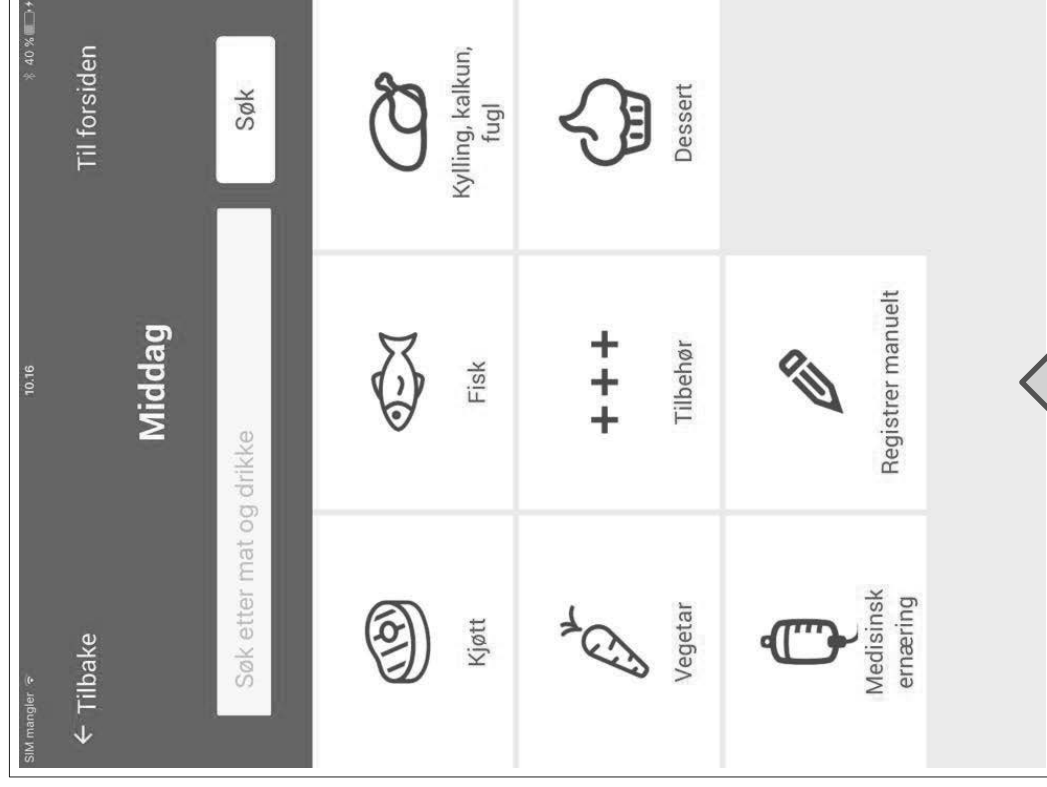 SIM mangler 10.16 40 %
← Tilbake Til forsiden
Middag
Søk etter mat og drikke Søk
Kjøtt
Fisk
Kylling, kalkun,
fugl
Vegetar
Tilbehør
Dessert
Medisinsk
ernæring
Registrer manuelt